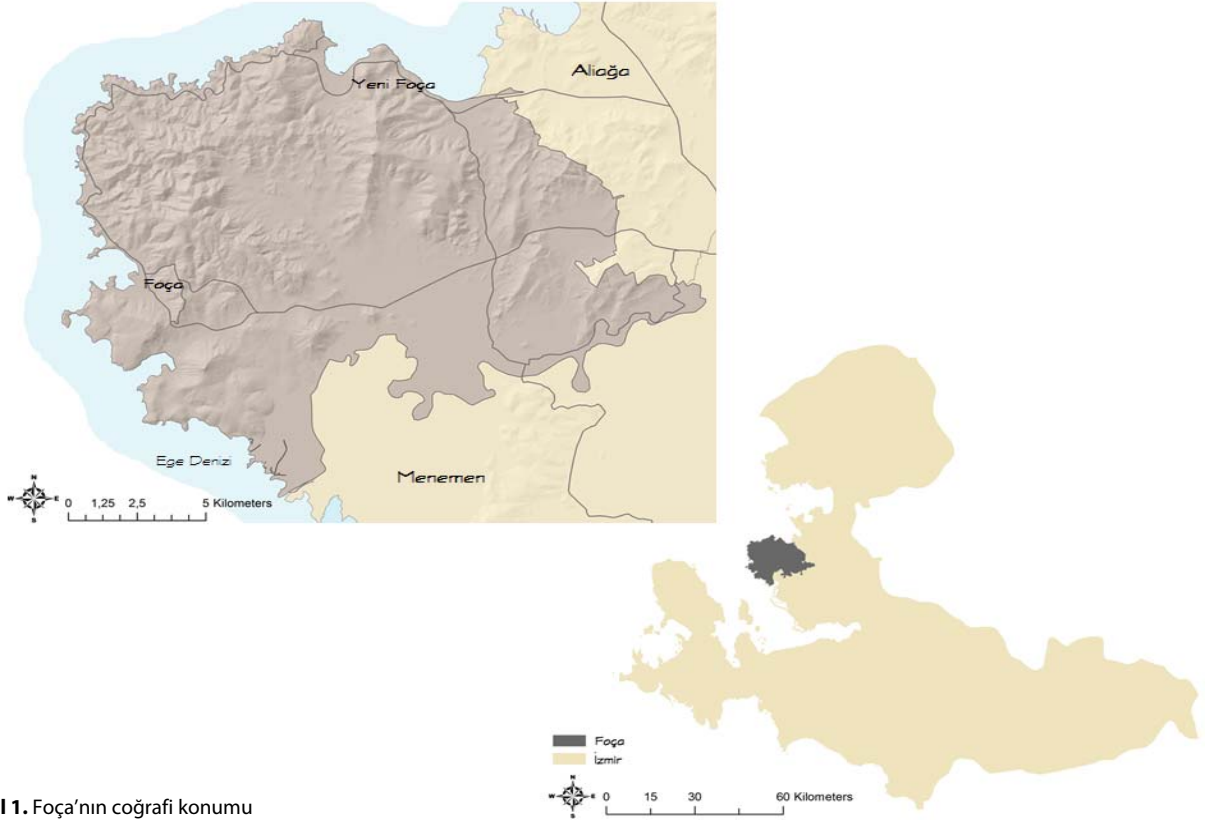 Yeni Foça
Aliağa
Foça
Ege Denizi
Menemen
N
W E
S
0 1,25 2,5 5 Kilometers
Foça
İzmir
N
W E
S
0 15 30 60 Kilometers
l 1. Foça’nın coğrafi konumu